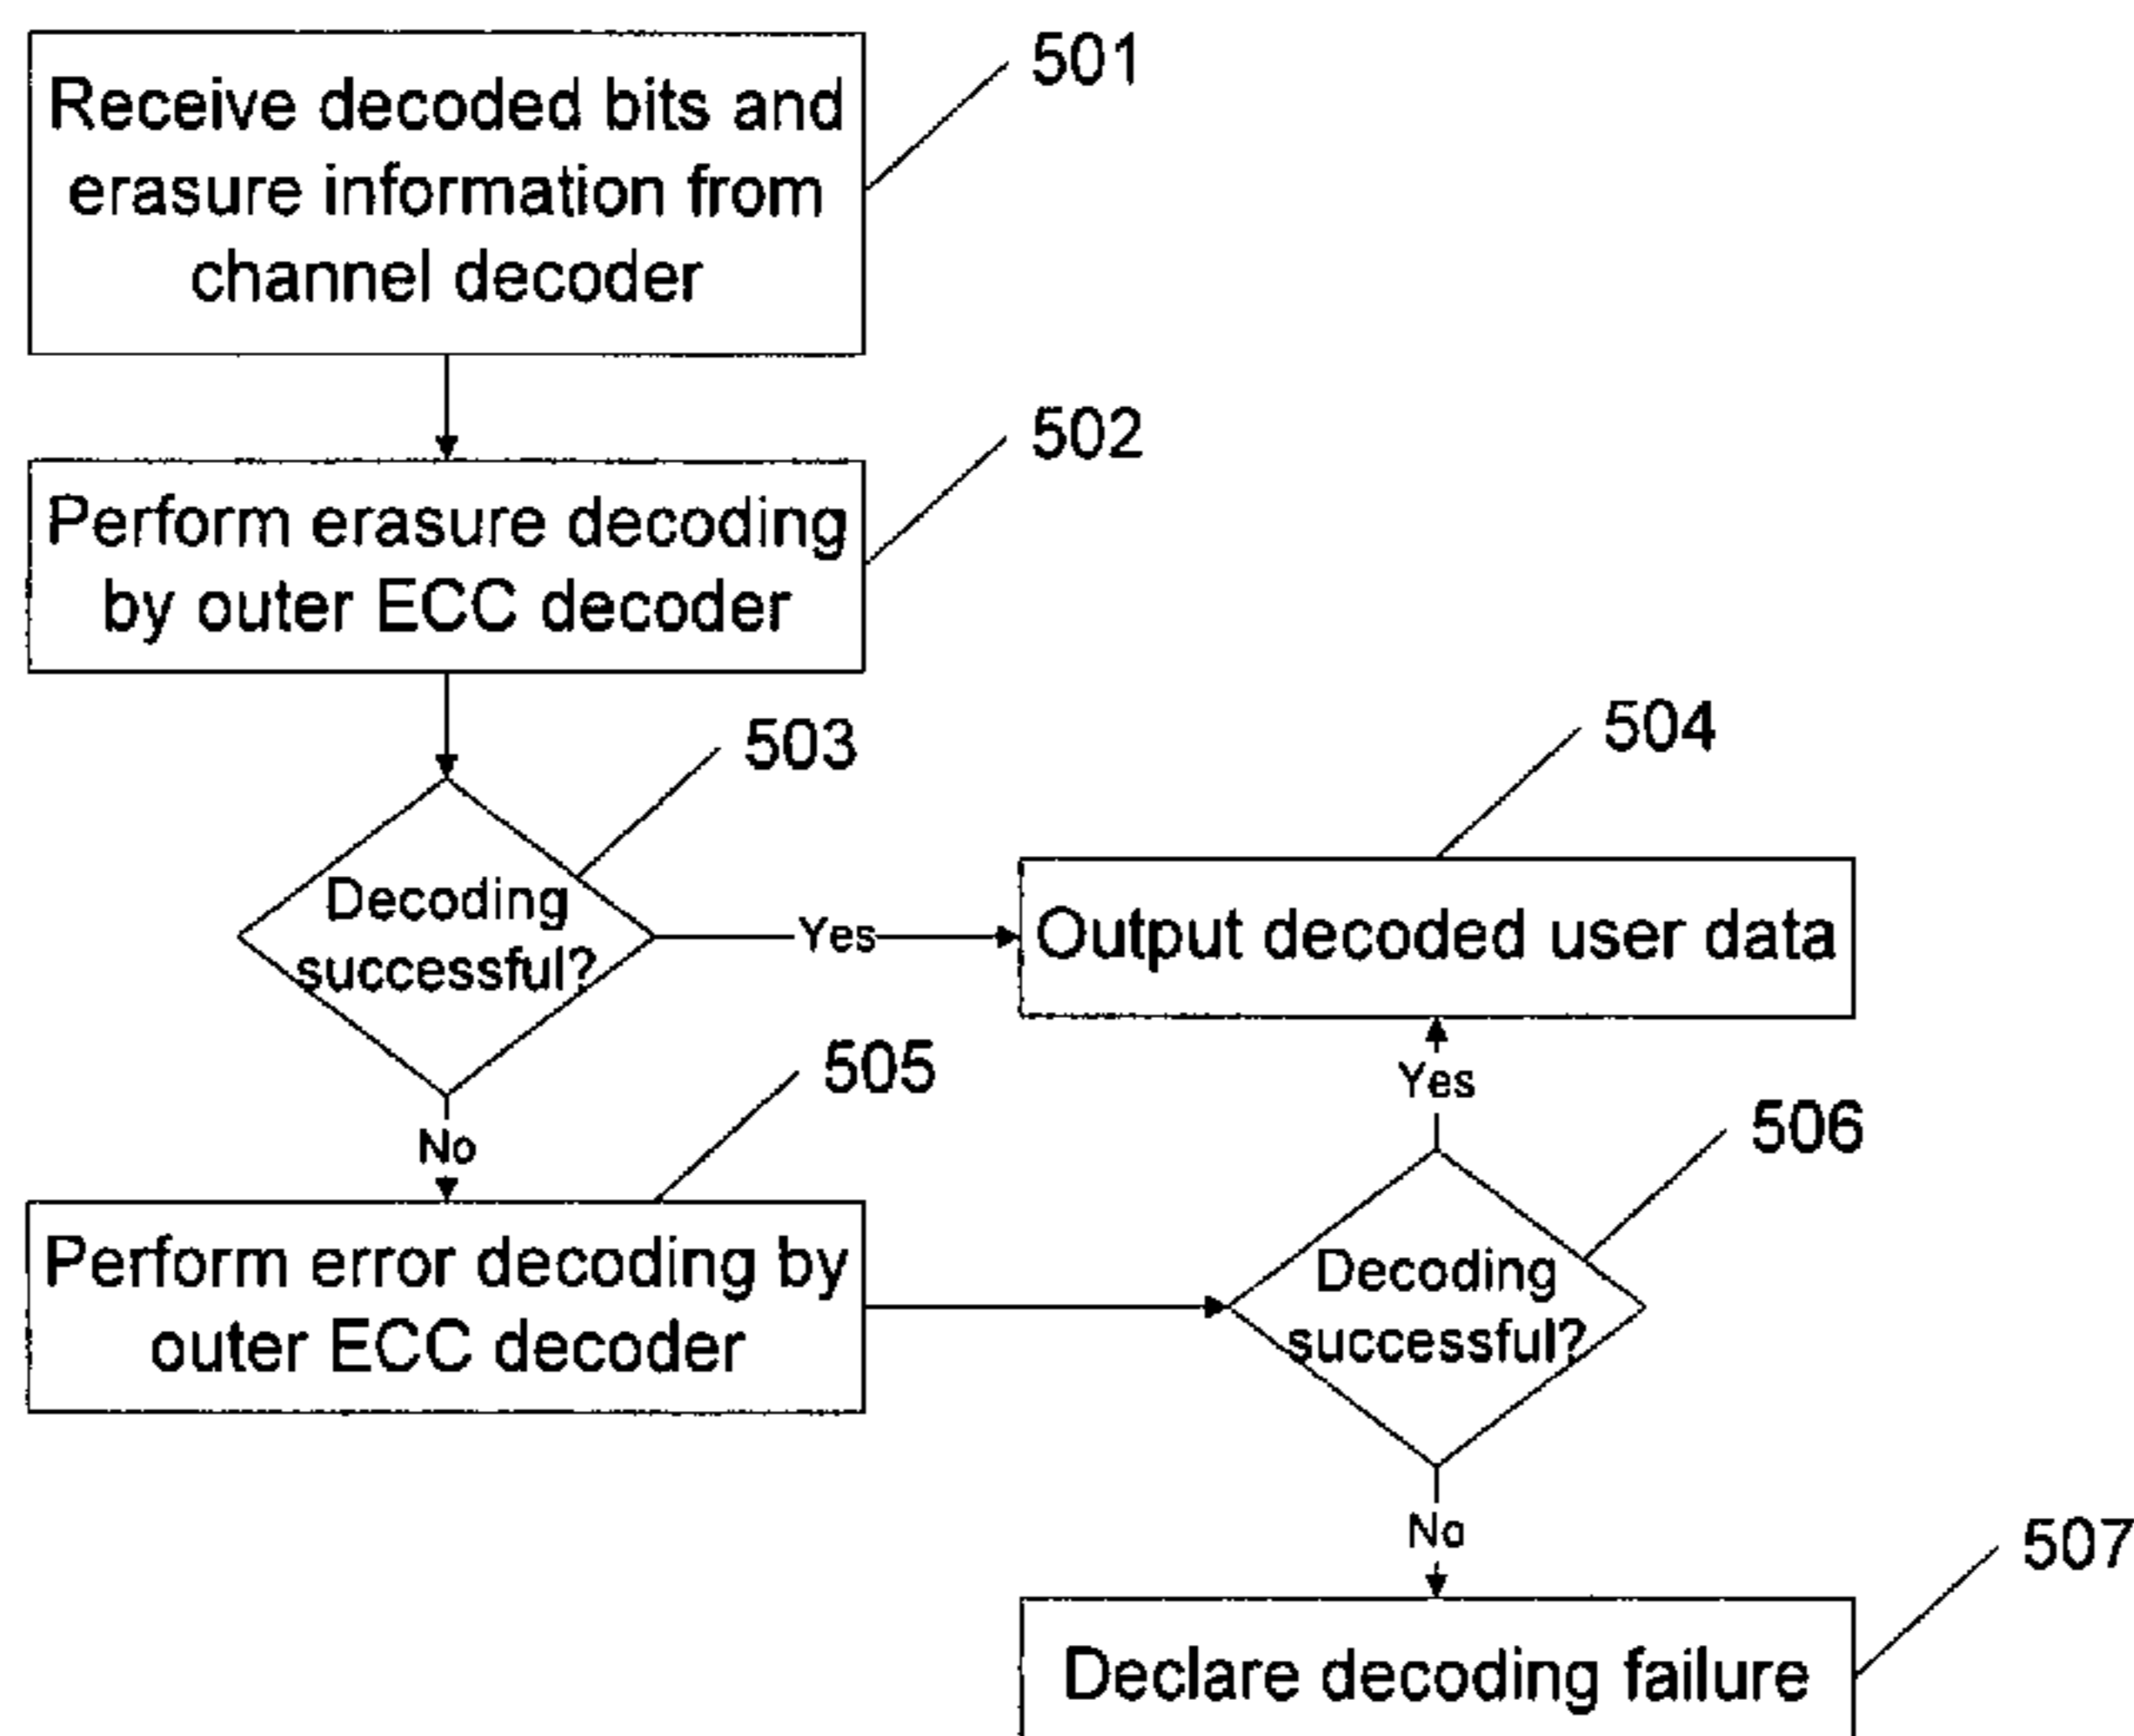 501
Receive decoded bits and
erasure information from
channel decoder
502
Perform erasure decoding
by outer ECC decoder
503
Decoding
successful?
Yes
504
Output decoded user data
No
505
Perform error decoding by
outer ECC decoder
506
Decoding
successful?
Yes
No
507
Declare decoding failure